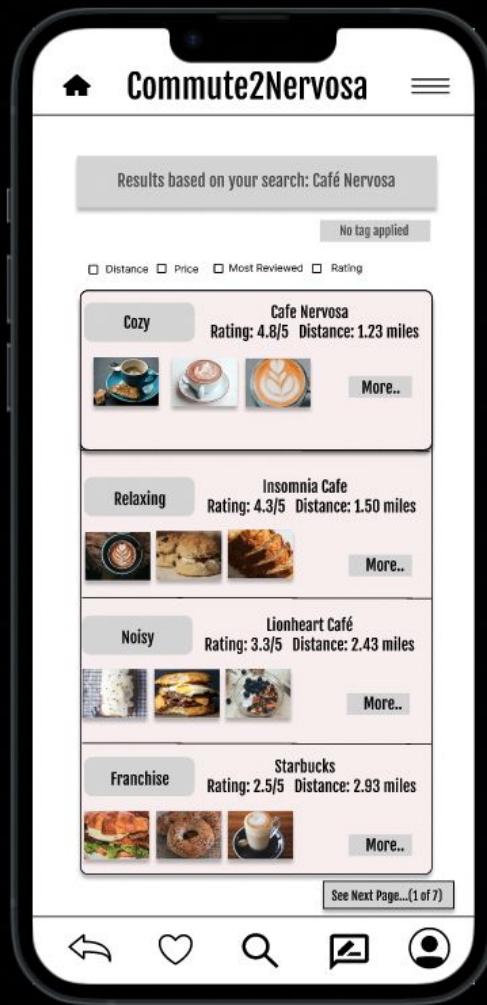 Commute2Nervosa
Results based on your search: Café Nervosa
No tag applied
Distance Price Most Reviewed Rating
Cozy
Cafe Nervosa
Rating: 4.8/5 Distance: 1.23 miles
More..
Relaxing
Insomnia Cafe
Rating: 4.3/5 Distance: 1.50 miles
More..
Noisy
Lionheart Café
Rating: 3.3/5 Distance: 2.43 miles
More..
Franchise
Starbucks
Rating: 2.5/5 Distance: 2.93 miles
More..
See Next Page...(1 of 7)